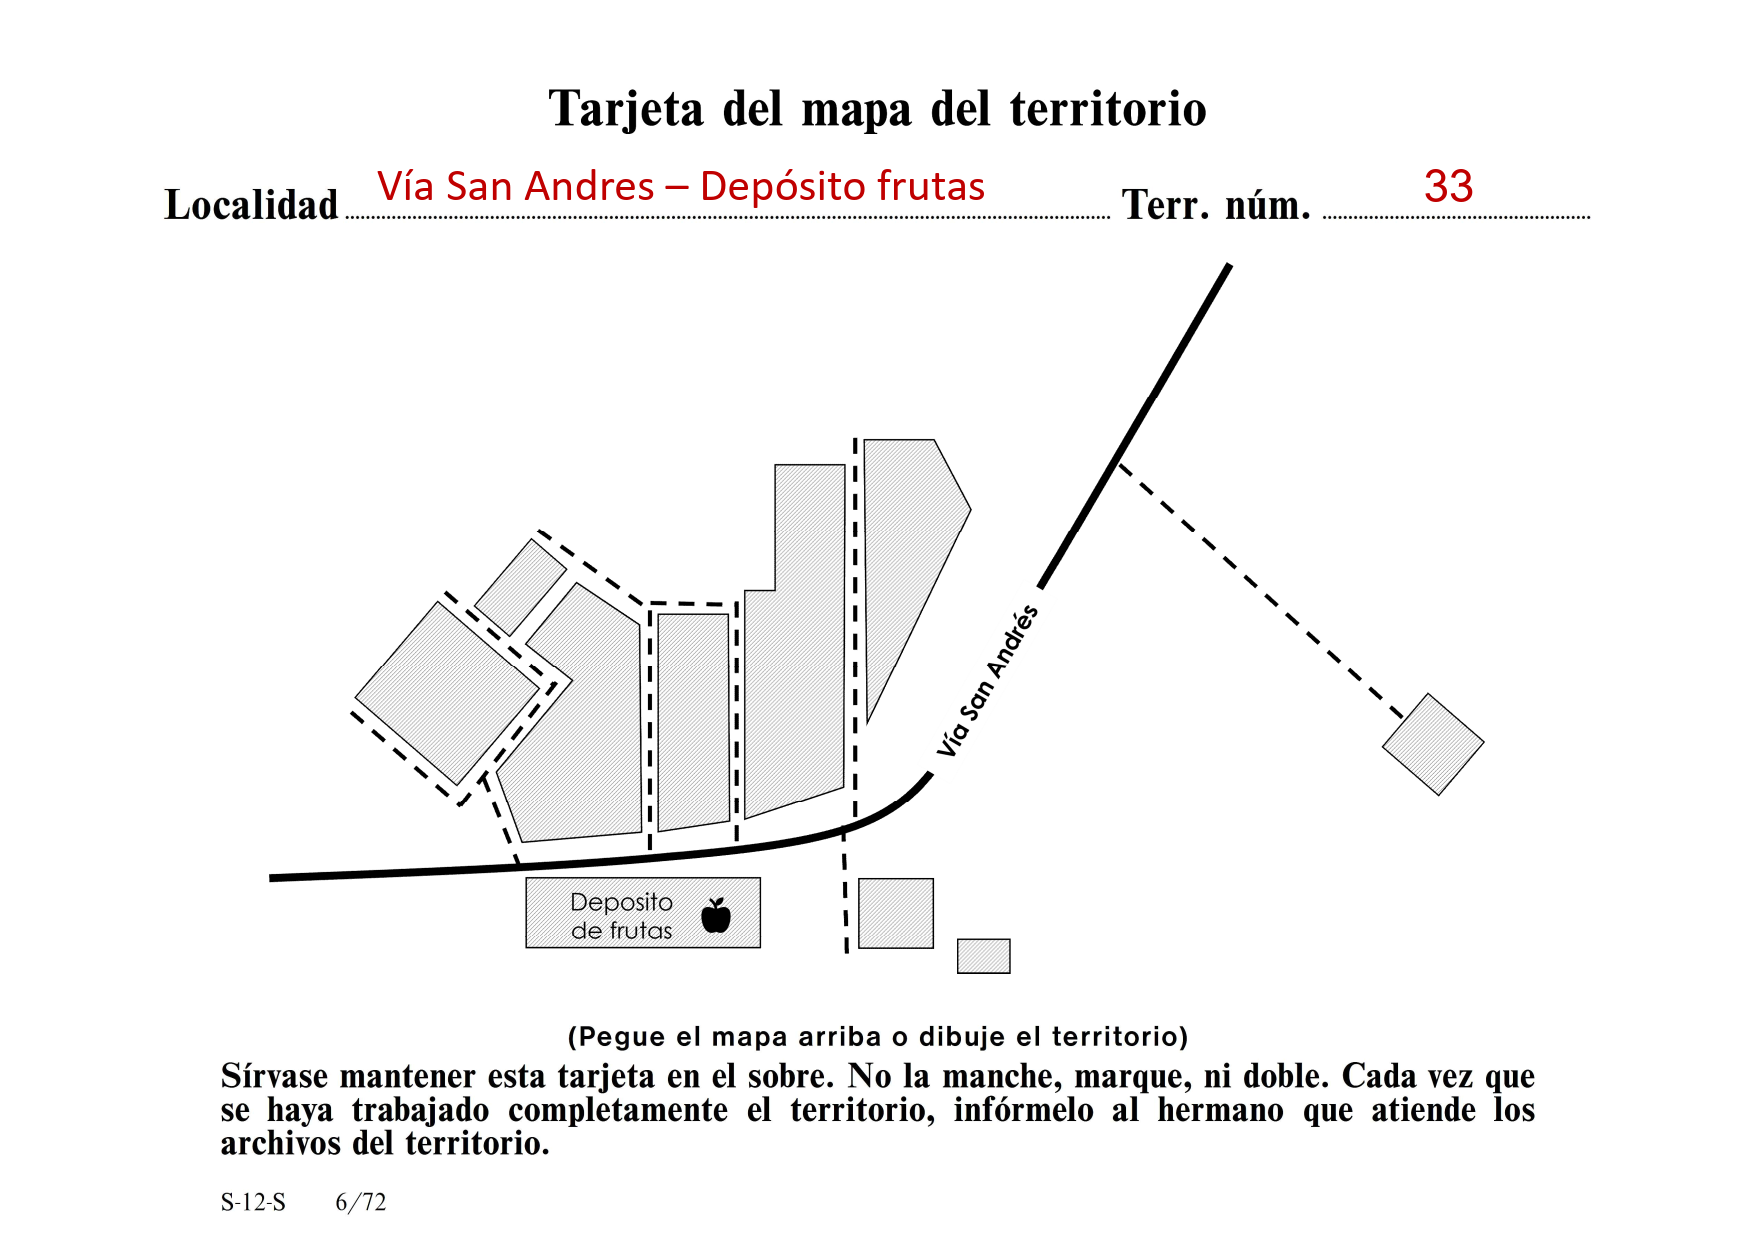 Tarjeta del mapa del territorio
Localidad Vía San Andres – Depósito frutas Terr. núm. 33
Vía San Andrés
Deposito
de frutas
(Pegue el mapa arriba o dibuje el territorio)
Sírvase mantener esta tarjeta en el sobre. No la manche, marque, ni doble. Cada vez que
se haya trabajado completamente el territorio, infórmelo al hermano que atiende los
archivos del territorio.
S-12-S 6/72